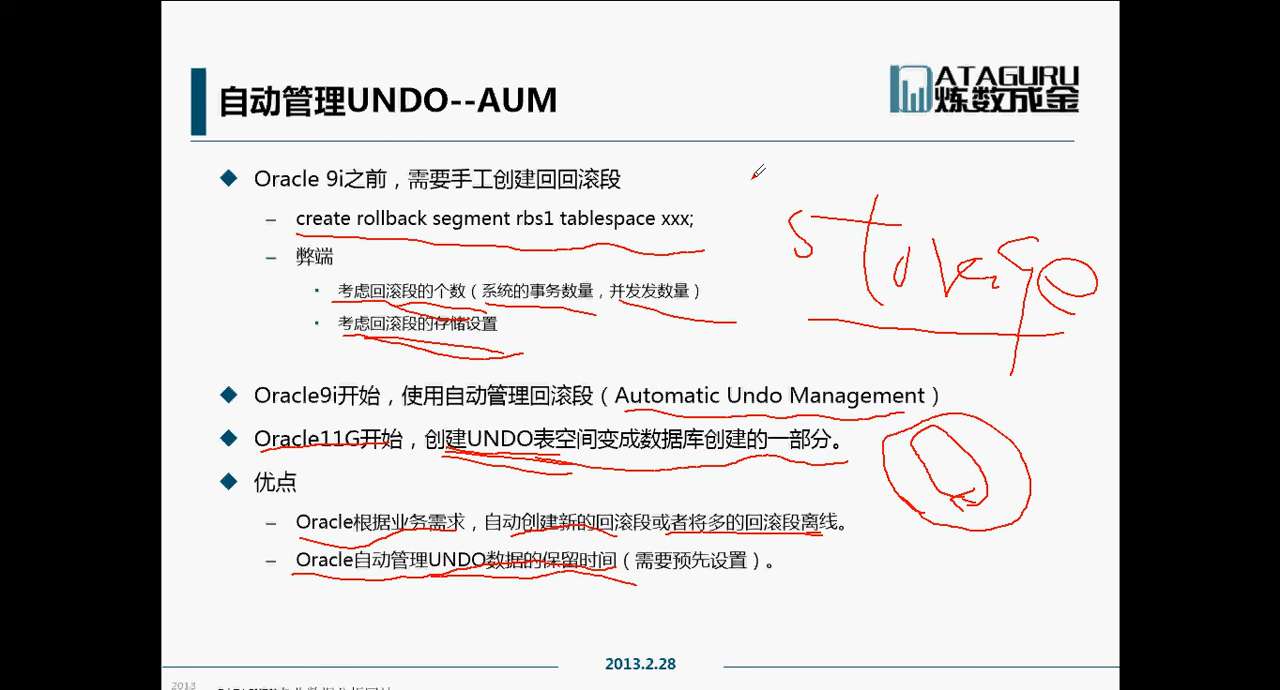 自动管理UNDO--AUM
ATAGURU
炼数成金
Oracle 9i之前，需要手工创建回回滚段
– create rollback segment rbs1 tablespace xxx;
– 弊端
· 考虑回滚段的个数（系统的事务数量，并发发数量）
· 考虑回滚段的存储设置
storage
Oracle9i开始，使用自动管理回滚段（Automatic Undo Management）
Oracle11G开始，创建UNDO表空间变成数据库创建的一部分。
优点
– Oracle根据业务需求，自动创建新的回滚段或者将多的回滚段离线。
– Oracle自动管理UNDO数据的保留时间（需要预先设置）。
2013.2.28
2013